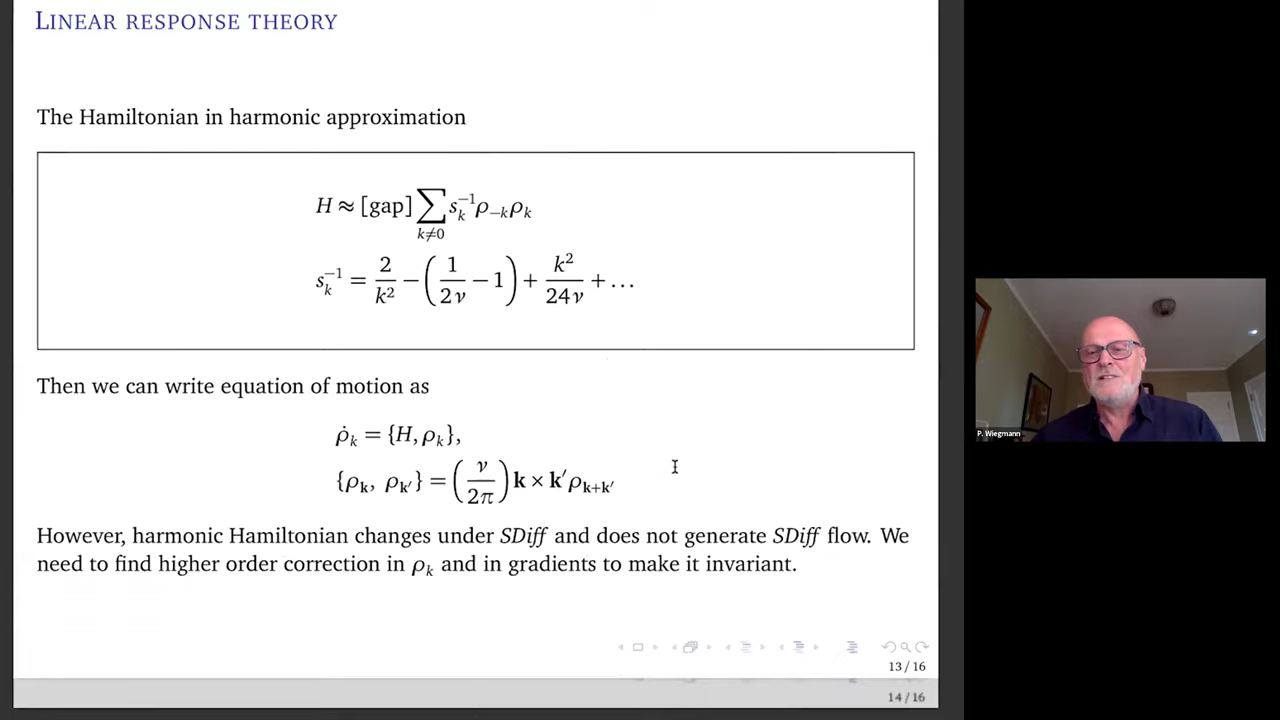 LINEAR RESPONSE THEORY
The Hamiltonian in harmonic approximation
H ≈ [gap] ∑_{k≠0} s_k^{−1} ρ_{−k} ρ_k
s_k^{−1} = 2/k² − (1/2ν − 1) + k²/24ν + …
Then we can write equation of motion as
ρ̇_k = {H, ρ_k},
{ρ_𝐤, ρ_𝐤′} = (ν/2π) 𝐤 × 𝐤′ρ_{𝐤+𝐤′}
However, harmonic Hamiltonian changes under SDiff and does not generate SDiff flow. We
need to find higher order correction in ρ_k and in gradients to make it invariant.
P. Wiegmann
13 / 16
14 / 16